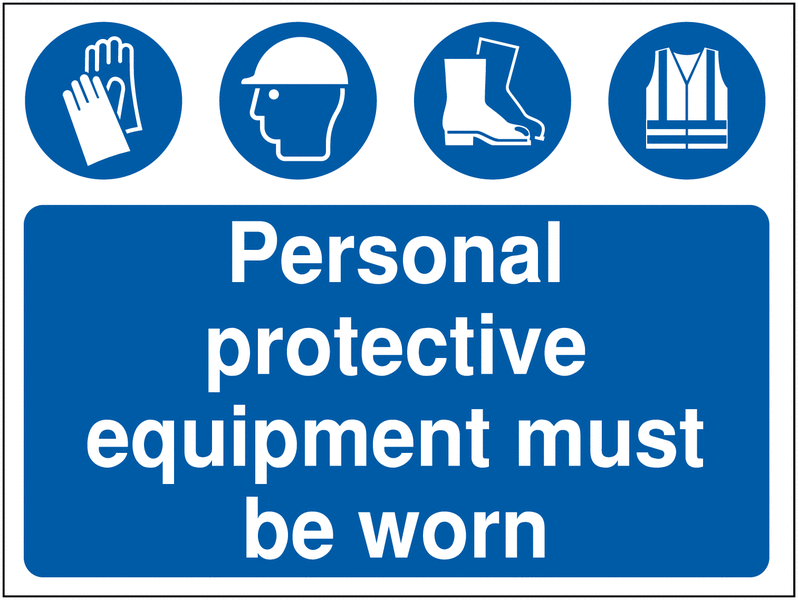 Personal
protective
equipment must
be worn